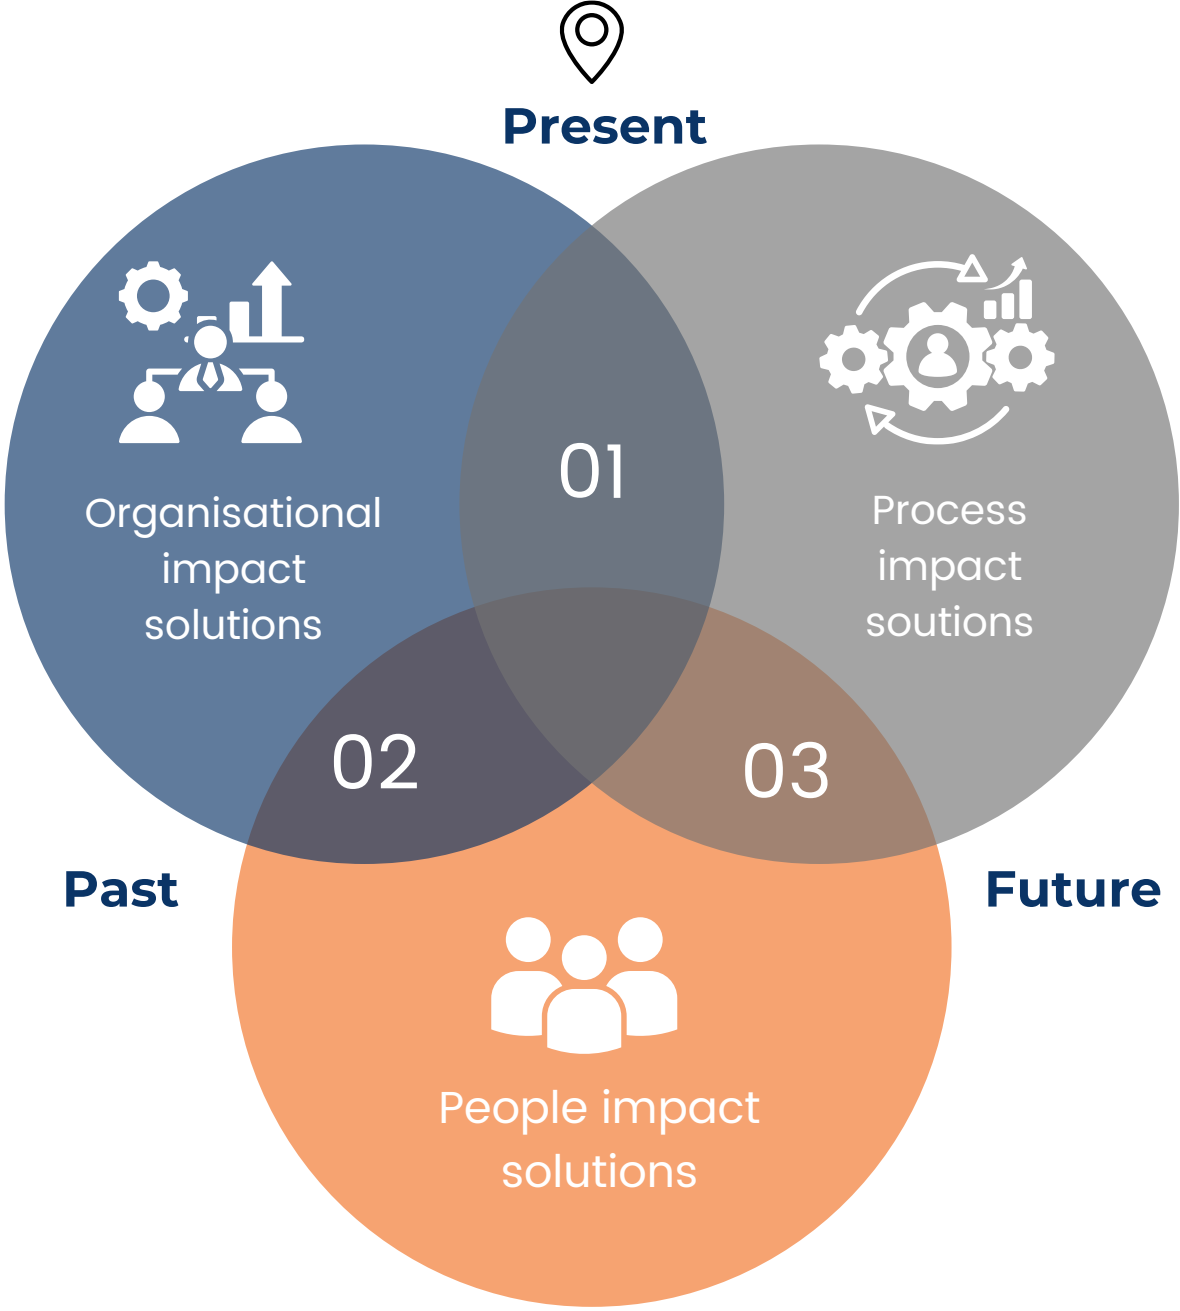 Present
Organisational
impact
solutions
01
Process
impact
soutions
02
03
Past
Future
People impact
solutions